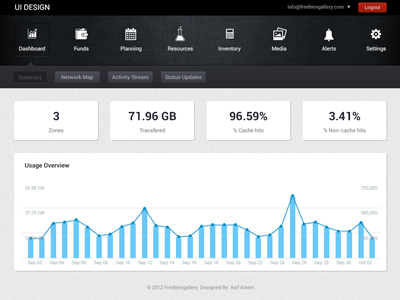 UI DESIGN
info@freebiesgallery.com
Logout
Dashboard
Funds
Planning
Resources
Inventory
Media
Alerts
Settings
Summary
Network Map
Activity Stream
Status Updates
3
Zones
71.96 GB
Transfered
96.59%
% Cache hits
3.41%
% Non-cache hits
Usage Overview
750,000
37.25 GB
500,000
Sep 02
Sep 04
Sep 06
Sep 08
Sep 10
Sep 12
Sep 14
Sep 16
Sep 18
Sep 20
Sep 22
Sep 24
Sep 26
Sep 28
Sep 30
Oct 02
© 2012 Freebiesgallery. Designed By: Asif Aleem